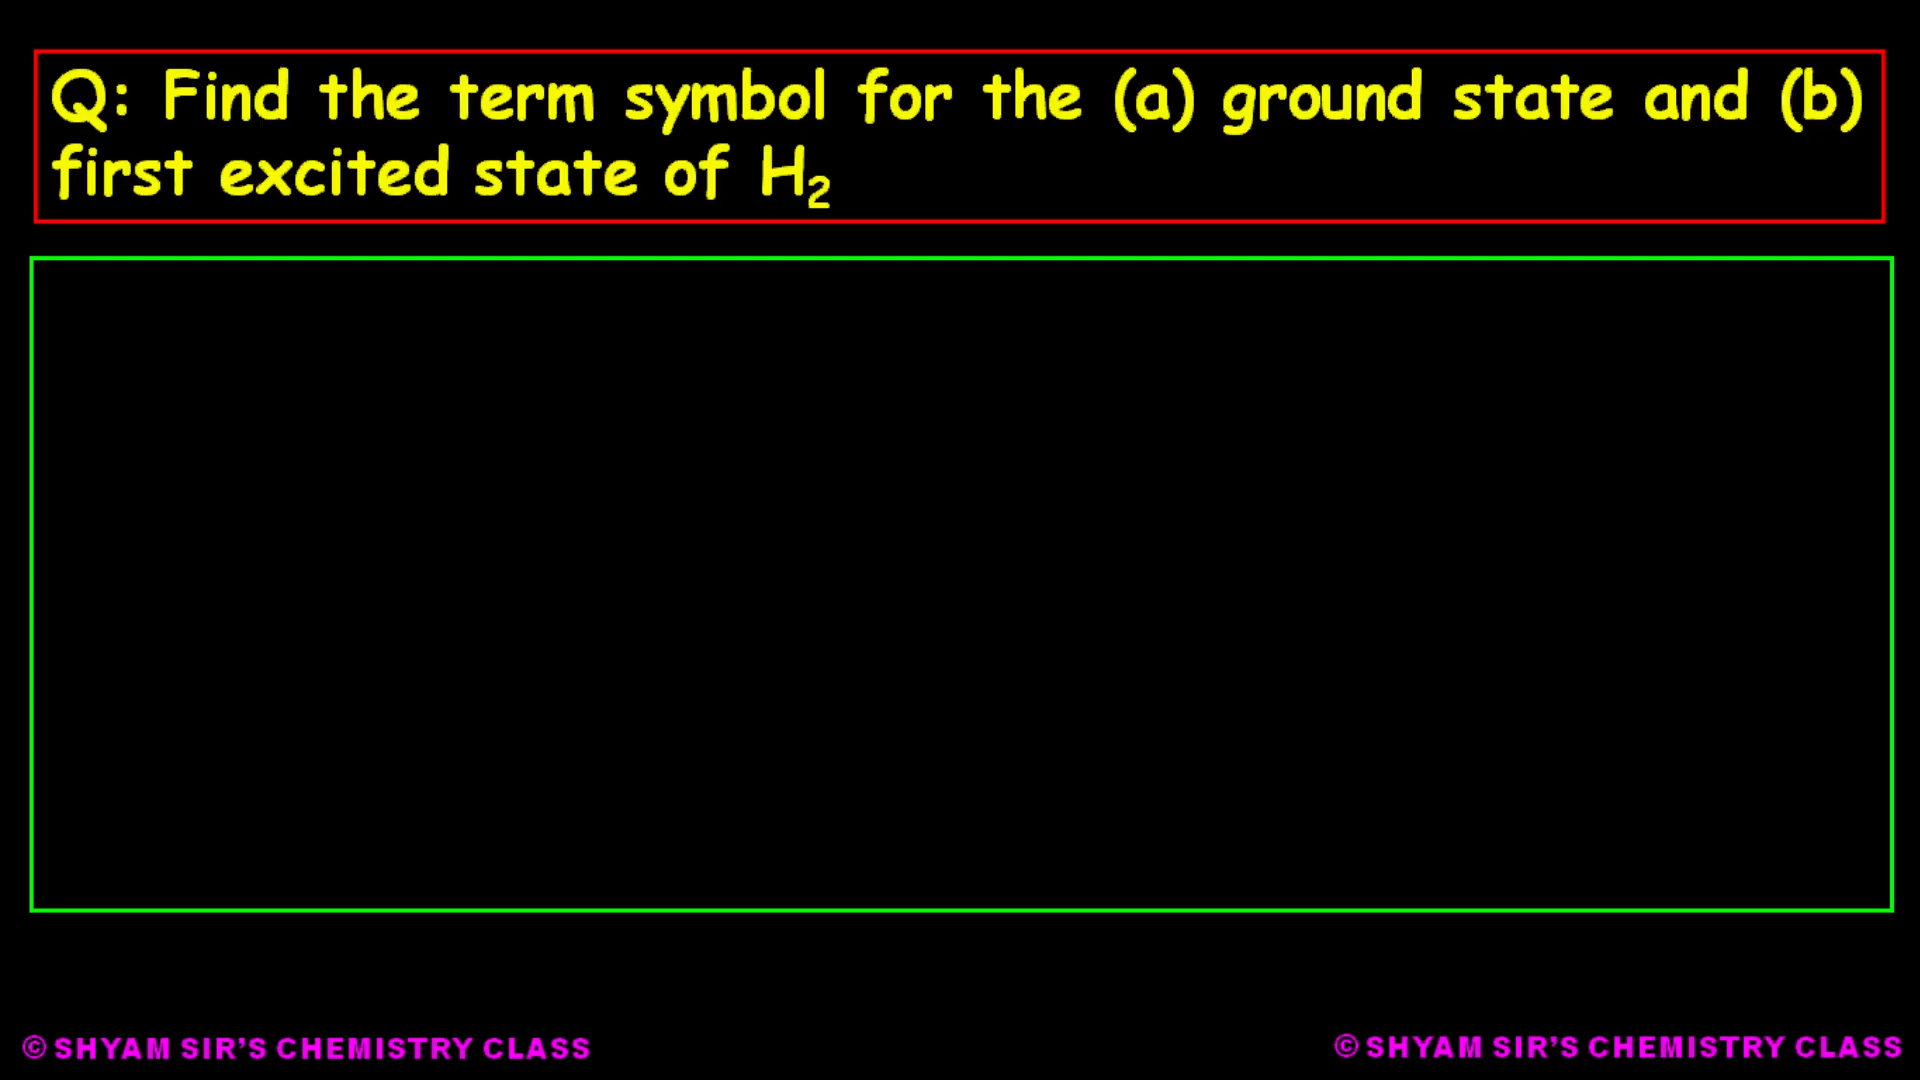 Q: Find the term symbol for the (a) ground state and (b)
first excited state of H₂
© SHYAM SIR’S CHEMISTRY CLASS
© SHYAM SIR’S CHEMISTRY CLASS